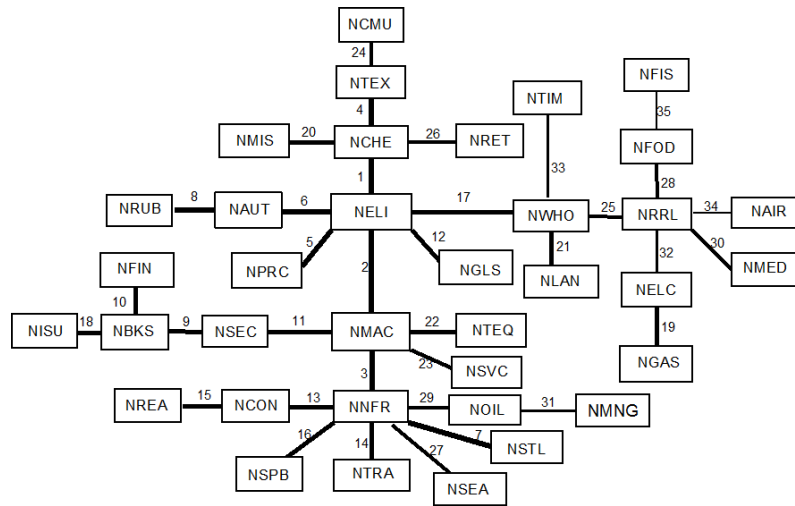 NCMU
24
NTEX
NFIS
NTIM
4
35
NMIS
20
NCHE
26
NRET
NFOD
1
33
28
NRUB
8
NAUT
6
NELI
17
NWHO
25
NRRL
34
NAIR
5
12
21
32
30
NFIN
NPRC
2
NGLS
NLAN
NELC
NMED
10
NISU
18
NBKS
9
NSEC
11
NMAC
22
NTEQ
19
23
NSVC
NGAS
3
NREA
15
NCON
13
NNFR
29
NOIL
31
NMNG
16
14
27
7
NSTL
NSPB
NTRA
NSEA